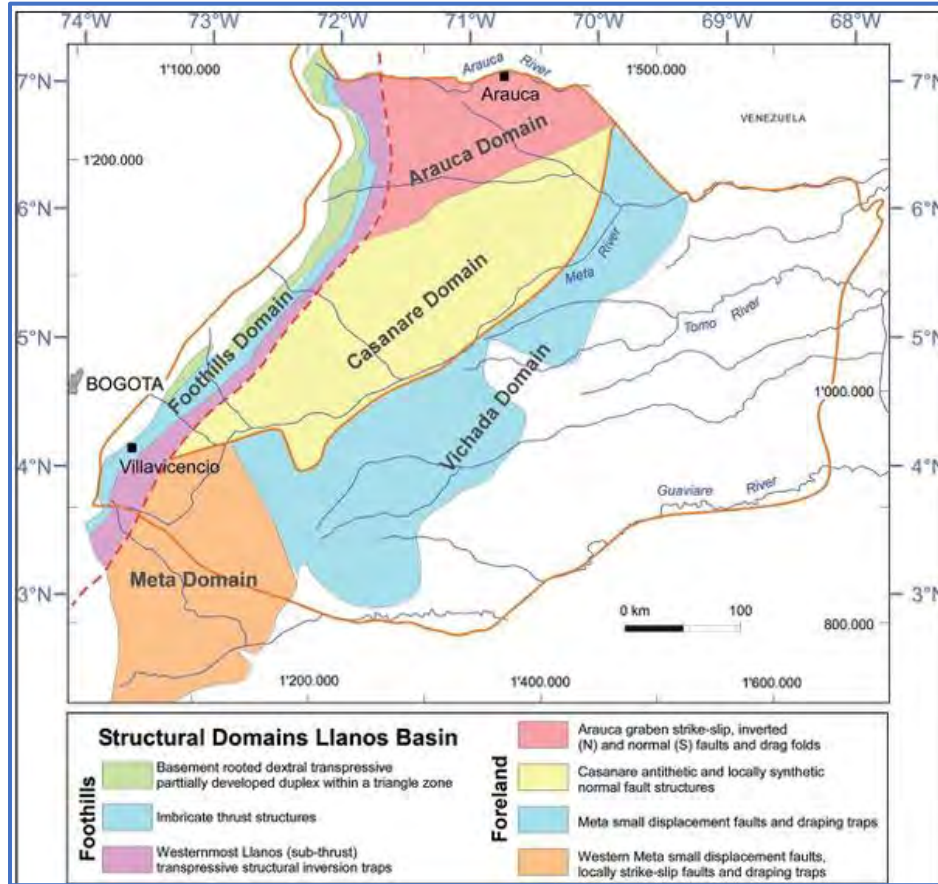 74°W 72°W 71°W 70°W 69°W 68°W
1'100.000
Arauca River
1'500.000
7°N
7°N
Arauca
VENEZUELA
Arauca Domain
1'200.000
6°N
6°N
Meta River
Casanare Domain
Foothills Domain
5°N
5°N
Tomo River
BOGOTA
1'000.000
Vichada Domain
Villavicencio
4°N
4°N
Guaviare River
Meta Domain
3°N
3°N
0 km 100
800.000
1'200.000
1'400.000
1'600.000
Structural Domains Llanos Basin
Foothills
Basement rooted dextral transpressive
partially developed duplex within a triangle zone
Imbricate thrust structures
Westernmost Llanos (sub-thrust)
transpressive structural inversion traps
Foreland
Arauca graben strike-slip, inverted
(N) and normal (S) faults and drag folds
Casanare antithetic and locally synthetic
normal fault structures
Meta small displacement faults and draping traps
Western Meta small displacement faults,
locally strike-slip faults and draping traps